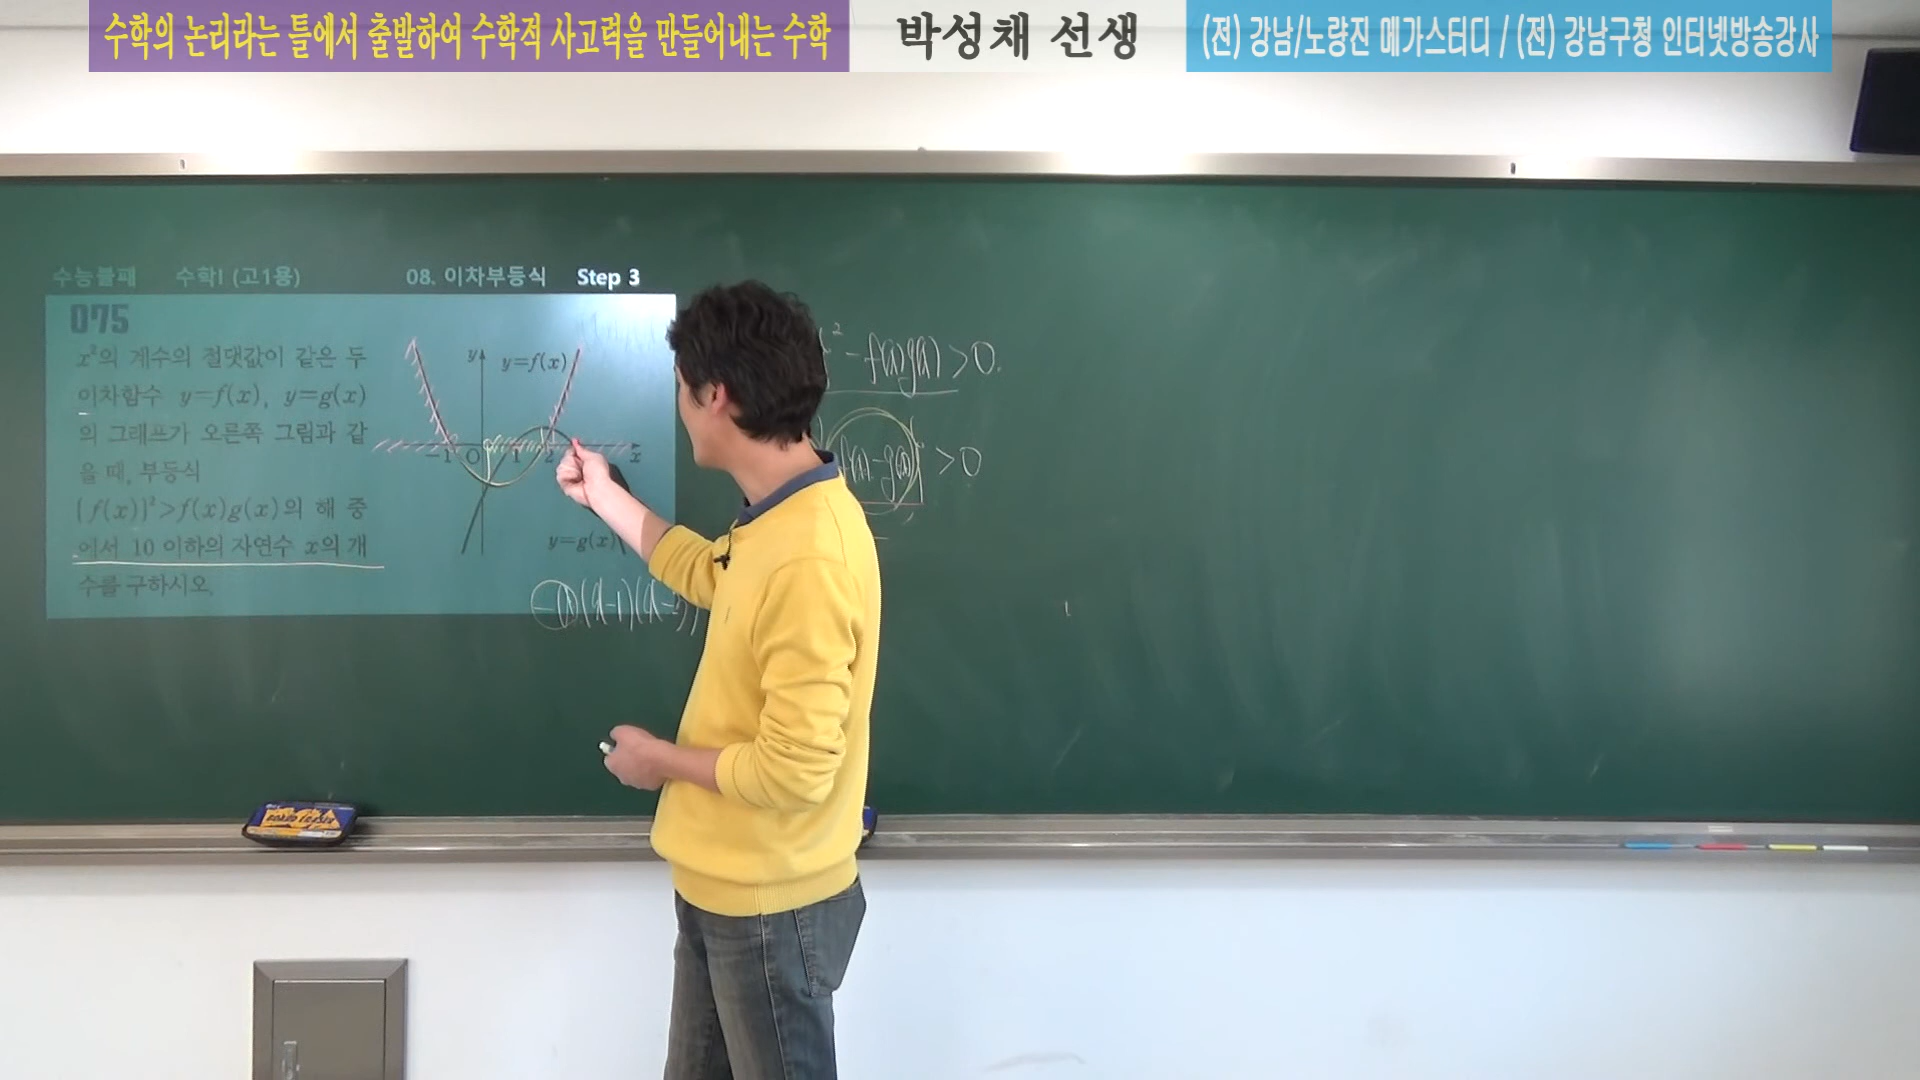 수학의 논리라는 틀에서 출발하여 수학적 사고력을 만들어내는 수학
박성채 선생
(전) 강남/노량진 메가스터디 / (전) 강남구청 인터넷방송강사
수능불패 수학I (고1용) 08. 이차부등식 Step 3
075
x²의 계수의 절댓값이 같은 두
이차함수 y=f(x), y=g(x)
의 그래프가 오른쪽 그림과 같
을 때, 부등식
{f(x)}²>f(x)g(x)의 해 중
에서 10 이하의 자연수 x의 개
수를 구하시오.
y y=f(x)
-1 O 1 2 x
y=g(x)
² - f(x)g(x) > 0.
f(x)-g(x) > 0
(x-1)(x-